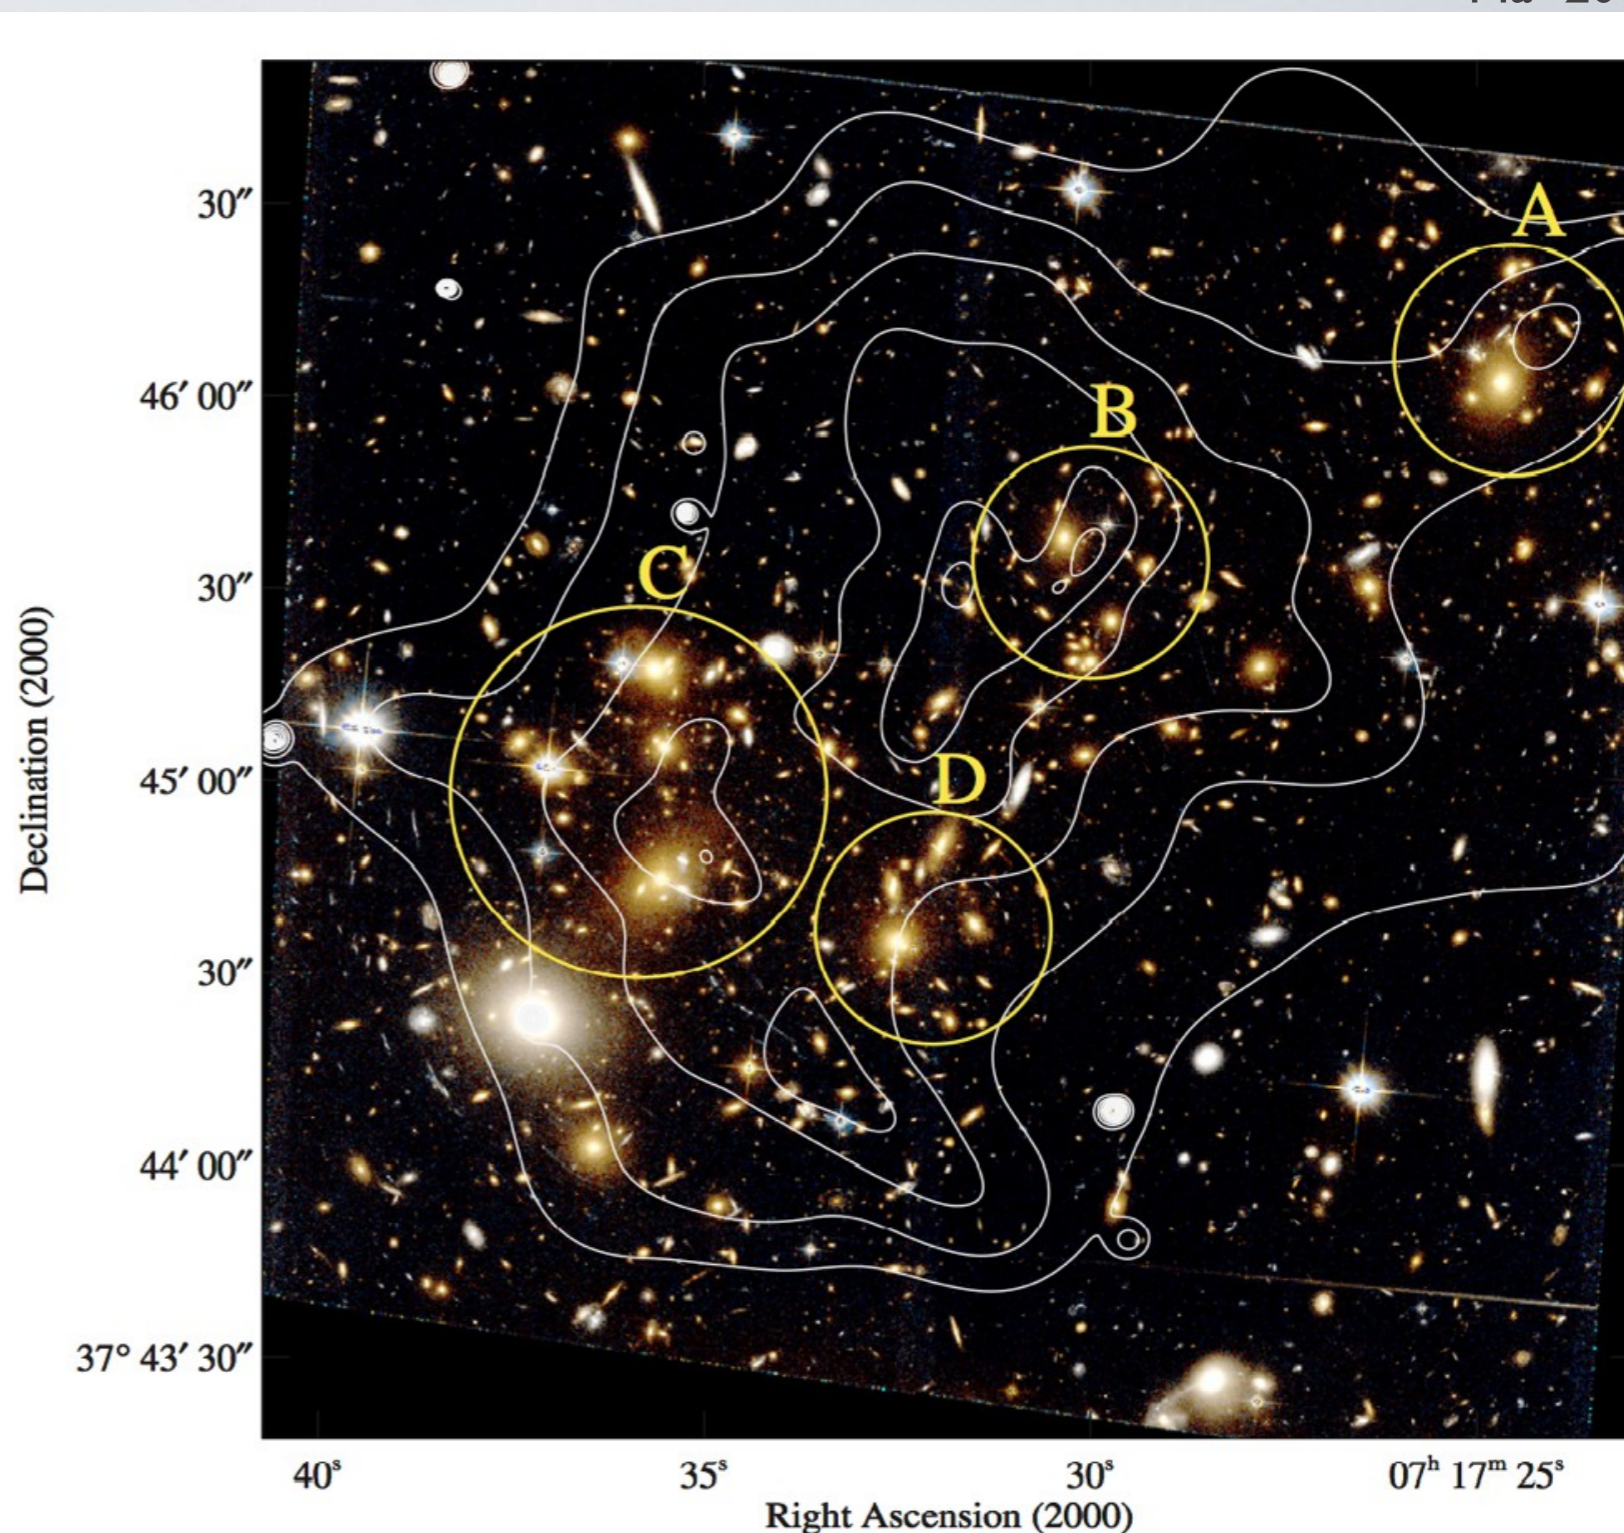 A
B
C
D
30″
46′ 00″
30″
45′ 00″
30″
44′ 00″
37° 43′ 30″
Declination (2000)
40ˢ
35ˢ
30ˢ
07ʰ 17ᵐ 25ˢ
Right Ascension (2000)